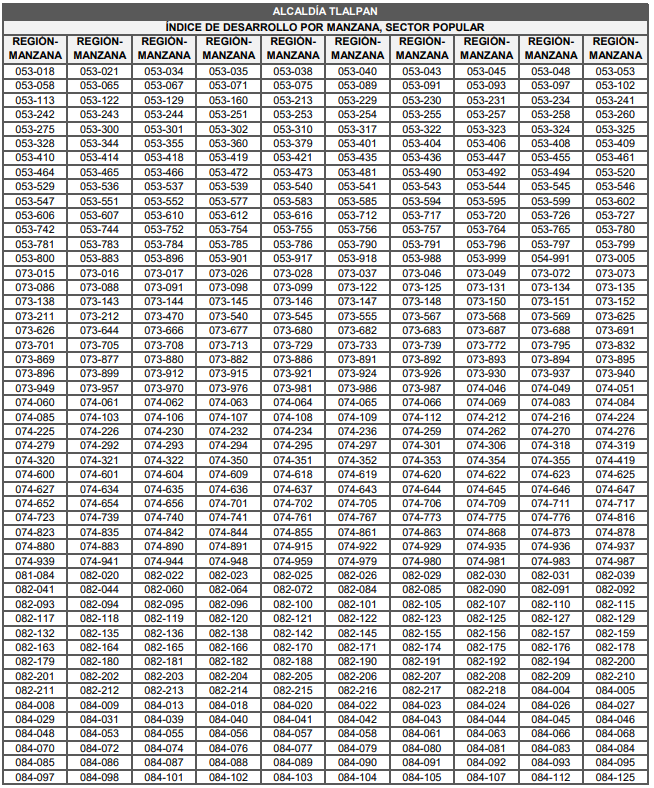 ALCALDÍA TLALPAN
ÍNDICE DE DESARROLLO POR MANZANA, SECTOR POPULAR
REGIÓN-MANZANA REGIÓN-MANZANA REGIÓN-MANZANA REGIÓN-MANZANA REGIÓN-MANZANA REGIÓN-MANZANA REGIÓN-MANZANA REGIÓN-MANZANA REGIÓN-MANZANA REGIÓN-MANZANA
053-018 053-021 053-034 053-035 053-038 053-040 053-043 053-045 053-048 053-053
053-058 053-065 053-067 053-071 053-075 053-089 053-091 053-093 053-097 053-102
053-113 053-122 053-129 053-160 053-213 053-229 053-230 053-231 053-234 053-241
053-242 053-243 053-244 053-251 053-253 053-254 053-255 053-257 053-258 053-260
053-275 053-300 053-301 053-302 053-310 053-317 053-322 053-323 053-324 053-325
053-328 053-344 053-355 053-360 053-379 053-401 053-404 053-406 053-408 053-409
053-410 053-414 053-418 053-419 053-421 053-435 053-436 053-447 053-455 053-461
053-464 053-465 053-466 053-472 053-473 053-481 053-490 053-492 053-494 053-520
053-529 053-536 053-537 053-539 053-540 053-541 053-543 053-544 053-545 053-546
053-547 053-551 053-552 053-577 053-583 053-585 053-594 053-595 053-599 053-602
053-606 053-607 053-610 053-612 053-616 053-712 053-717 053-720 053-726 053-727
053-742 053-744 053-752 053-754 053-755 053-756 053-757 053-764 053-765 053-780
053-781 053-783 053-784 053-785 053-786 053-790 053-791 053-796 053-797 053-799
053-800 053-883 053-896 053-901 053-917 053-918 053-988 053-999 054-991 073-005
073-015 073-016 073-017 073-026 073-028 073-037 073-046 073-049 073-072 073-073
073-086 073-088 073-091 073-098 073-099 073-122 073-125 073-131 073-134 073-135
073-138 073-143 073-144 073-145 073-146 073-147 073-148 073-150 073-151 073-152
073-211 073-212 073-470 073-540 073-545 073-555 073-567 073-568 073-569 073-625
073-626 073-644 073-666 073-677 073-680 073-682 073-683 073-687 073-688 073-691
073-701 073-705 073-708 073-713 073-729 073-733 073-739 073-772 073-795 073-832
073-869 073-877 073-880 073-882 073-886 073-891 073-892 073-893 073-894 073-895
073-896 073-899 073-912 073-915 073-921 073-924 073-926 073-930 073-937 073-940
073-949 073-957 073-970 073-976 073-981 073-986 073-987 074-046 074-049 074-051
074-060 074-061 074-062 074-063 074-064 074-065 074-066 074-069 074-083 074-084
074-085 074-103 074-106 074-107 074-108 074-109 074-112 074-212 074-216 074-224
074-225 074-226 074-230 074-232 074-234 074-236 074-259 074-262 074-270 074-276
074-279 074-292 074-293 074-294 074-295 074-297 074-301 074-306 074-318 074-319
074-320 074-321 074-322 074-350 074-351 074-352 074-353 074-354 074-355 074-419
074-600 074-601 074-604 074-609 074-618 074-619 074-620 074-622 074-623 074-625
074-627 074-634 074-635 074-636 074-637 074-643 074-644 074-645 074-646 074-647
074-652 074-654 074-656 074-701 074-702 074-705 074-706 074-709 074-711 074-717
074-723 074-739 074-740 074-741 074-761 074-767 074-773 074-775 074-776 074-816
074-823 074-835 074-842 074-844 074-855 074-861 074-863 074-868 074-873 074-878
074-880 074-883 074-890 074-891 074-915 074-922 074-929 074-935 074-936 074-937
074-939 074-941 074-944 074-948 074-959 074-979 074-980 074-981 074-983 074-987
081-084 082-020 082-022 082-023 082-025 082-026 082-029 082-030 082-031 082-039
082-041 082-044 082-060 082-064 082-072 082-084 082-085 082-090 082-091 082-092
082-093 082-094 082-095 082-096 082-100 082-101 082-105 082-107 082-110 082-115
082-117 082-118 082-119 082-120 082-121 082-122 082-123 082-125 082-127 082-129
082-132 082-135 082-136 082-138 082-142 082-145 082-155 082-156 082-157 082-159
082-163 082-164 082-165 082-166 082-170 082-171 082-174 082-175 082-176 082-178
082-179 082-180 082-181 082-182 082-188 082-190 082-191 082-192 082-194 082-200
082-201 082-202 082-203 082-204 082-205 082-206 082-207 082-208 082-209 082-210
082-211 082-212 082-213 082-214 082-215 082-216 082-217 082-218 084-004 084-005
084-008 084-009 084-013 084-018 084-020 084-022 084-023 084-024 084-026 084-027
084-029 084-031 084-039 084-040 084-041 084-042 084-043 084-044 084-045 084-046
084-048 084-053 084-055 084-056 084-057 084-058 084-061 084-063 084-066 084-068
084-070 084-072 084-074 084-076 084-077 084-079 084-080 084-081 084-083 084-084
084-085 084-086 084-087 084-088 084-089 084-090 084-091 084-092 084-093 084-095
084-097 084-098 084-101 084-102 084-103 084-104 084-105 084-107 084-112 084-125